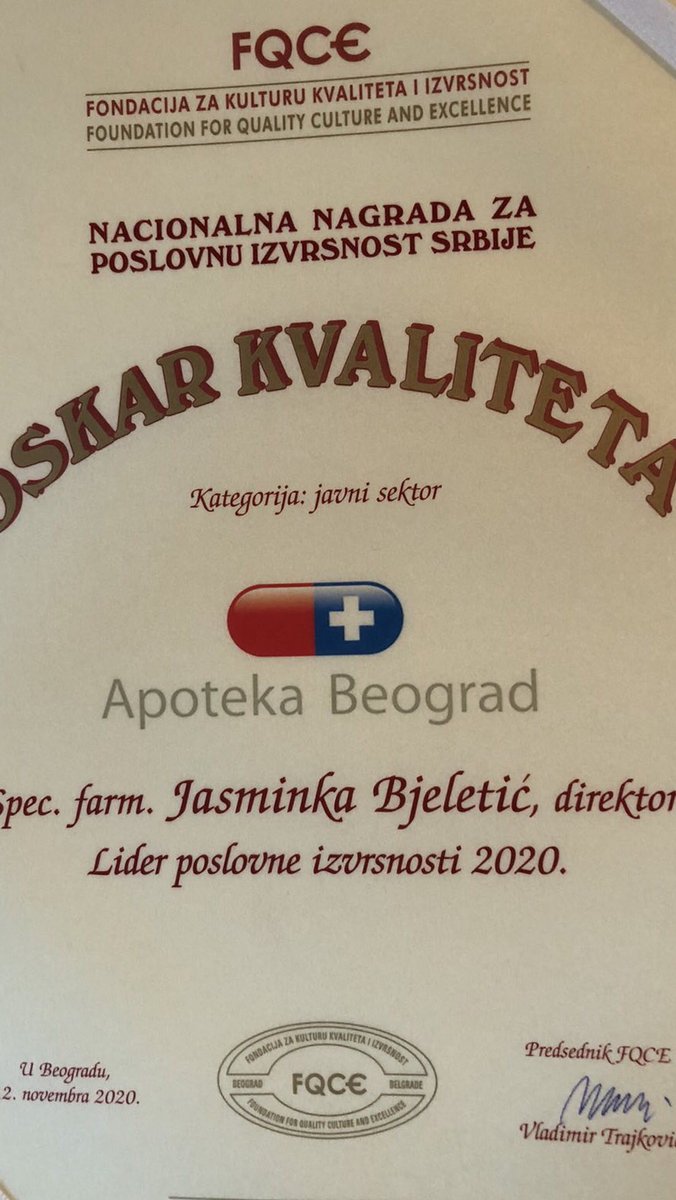 FQCE
FONDACIJA ZA KULTURU KVALITETA I IZVRSNOST
FOUNDATION FOR QUALITY CULTURE AND EXCELLENCE
NACIONALNA NAGRADA ZA
POSLOVNU IZVRSNOST SRBIJE
OSKAR KVALITETA
Kategorija: javni sektor
Apoteka Beograd
Spec. farm. Jasminka Bjeletić, direktor
Lider poslovne izvrsnosti 2020.
U Beogradu,
2. novembra 2020.
FONDACIJA ZA KULTURU KVALITETA I IZVRSNOST
BEOGRAD FQCE BELGRADE
FOUNDATION FOR QUALITY CULTURE AND EXCELLENCE
Predsednik FQCE
Vladimir Trajković